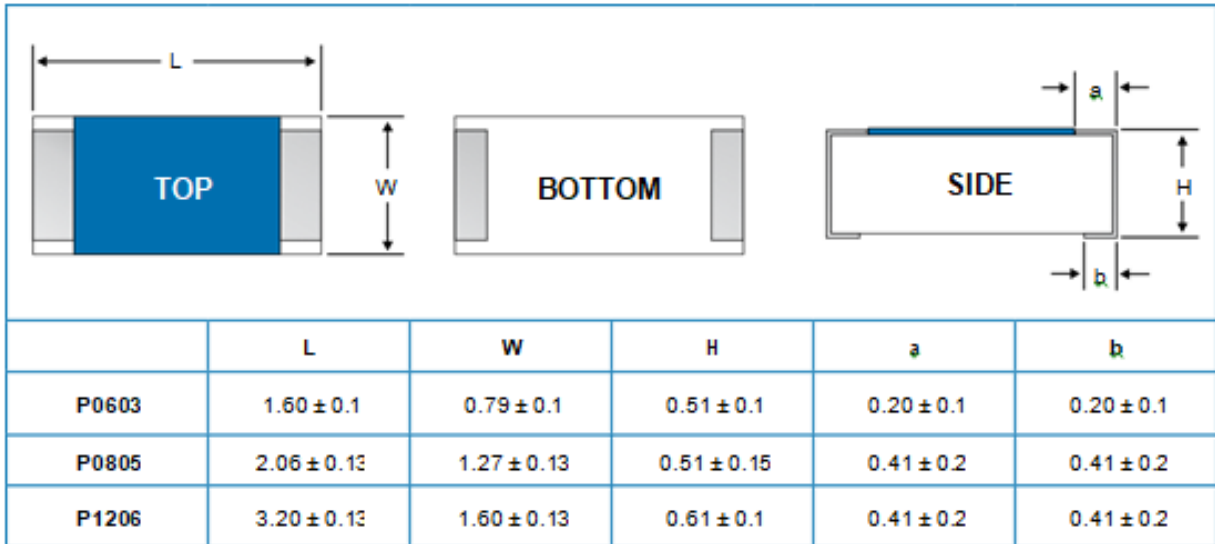 L
a
TOP
W
BOTTOM
SIDE
H
b
L W H a b
P0603 1.60 ± 0.1 0.79 ± 0.1 0.51 ± 0.1 0.20 ± 0.1 0.20 ± 0.1
P0805 2.06 ± 0.13 1.27 ± 0.13 0.51 ± 0.15 0.41 ± 0.2 0.41 ± 0.2
P1206 3.20 ± 0.13 1.60 ± 0.13 0.61 ± 0.1 0.41 ± 0.2 0.41 ± 0.2